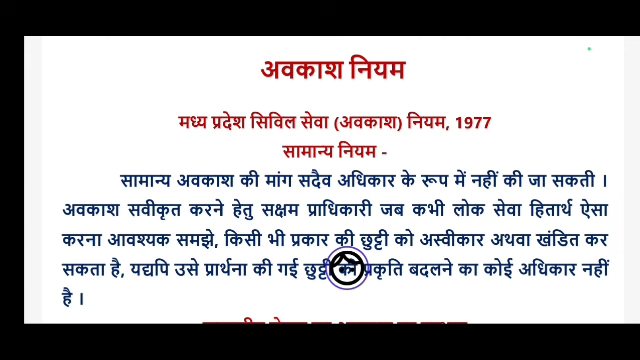 अवकाश नियम
मध्य प्रदेश सिविल सेवा (अवकाश) नियम, 1977
सामान्य नियम -
सामान्य अवकाश की मांग सदैव अधिकार के रूप में नहीं की जा सकती ।
अवकाश सवीकृत करने हेतु सक्षम प्राधिकारी जब कभी लोक सेवा हितार्थ ऐसा
करना आवश्यक समझे, किसी भी प्रकार की छुट्टी को अस्वीकार अथवा खंडित कर
सकता है, यद्यपि उसे प्रार्थना की गई छुट्टी की प्रकृति बदलने का कोई अधिकार नहीं
है ।